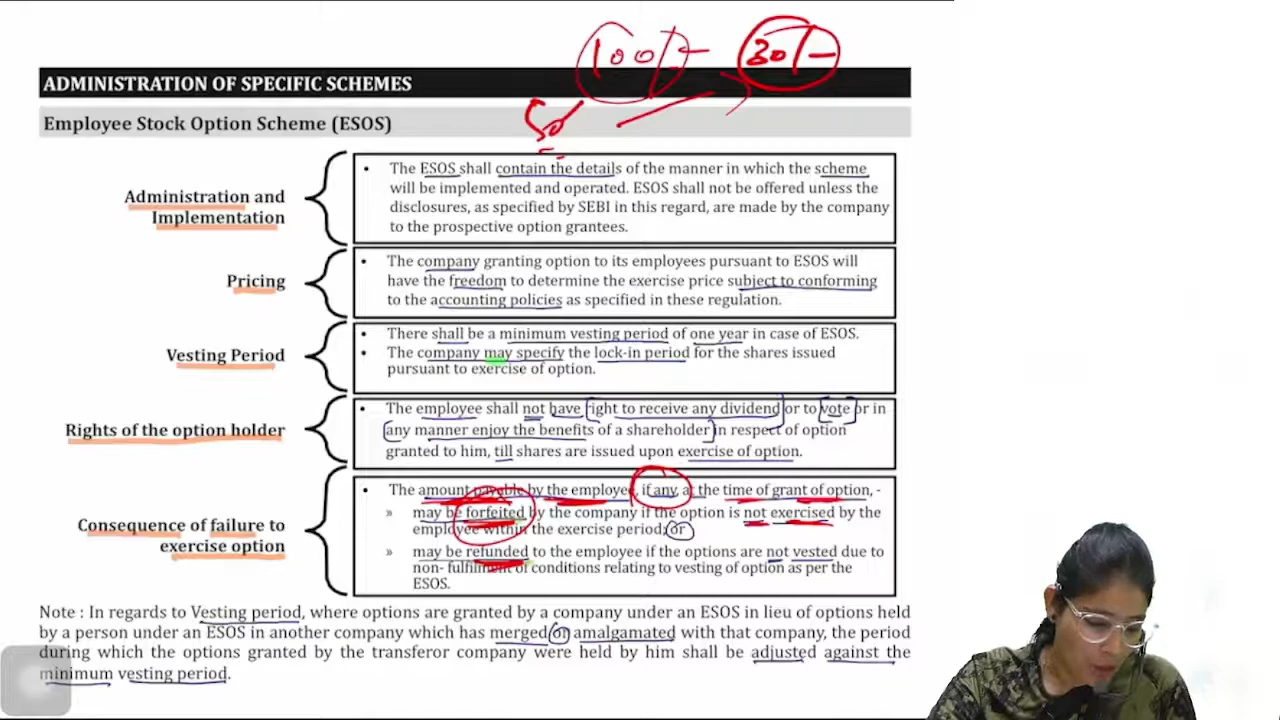 100/- 30/-
50
ADMINISTRATION OF SPECIFIC SCHEMES
Employee Stock Option Scheme (ESOS)
Administration and
Implementation
• The ESOS shall contain the details of the manner in which the scheme
will be implemented and operated. ESOS shall not be offered unless the
disclosures, as specified by SEBI in this regard, are made by the company
to the prospective option grantees.
Pricing
• The company granting option to its employees pursuant to ESOS will
have the freedom to determine the exercise price subject to conforming
to the accounting policies as specified in these regulation.
Vesting Period
• There shall be a minimum vesting period of one year in case of ESOS.
• The company may specify the lock-in period for the shares issued
pursuant to exercise of option.
Rights of the option holder
• The employee shall not have right to receive any dividend or to vote or in
any manner enjoy the benefits of a shareholder in respect of option
granted to him, till shares are issued upon exercise of option.
Consequence of failure to
exercise option
• The amount payable by the employee, if any, at the time of grant of option, -
» may be forfeited by the company if the option is not exercised by the
employee within the exercise period; or
» may be refunded to the employee if the options are not vested due to
non- fulfilment of conditions relating to vesting of option as per the
ESOS.
Note : In regards to Vesting period, where options are granted by a company under an ESOS in lieu of options held
by a person under an ESOS in another company which has merged or amalgamated with that company, the period
during which the options granted by the transferor company were held by him shall be adjusted against the
minimum vesting period.